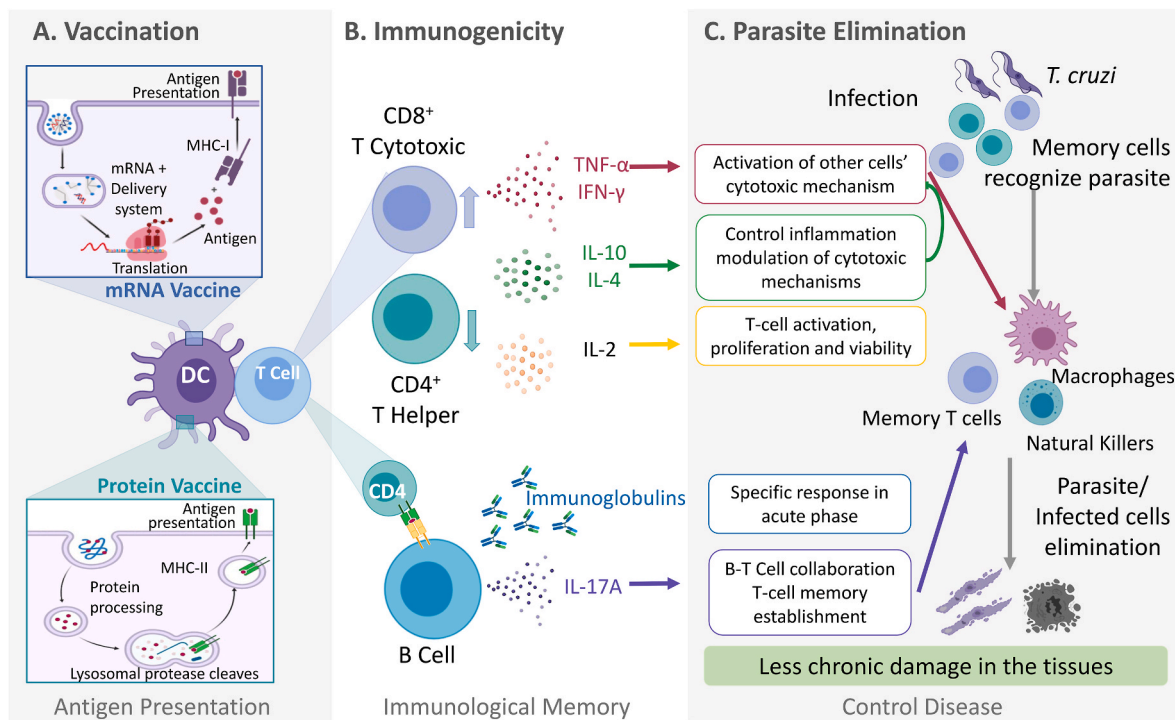 A. Vaccination
Antigen
Presentation
MHC-I
mRNA +
Delivery
system
+
Antigen
Translation
mRNA Vaccine
DC
T Cell
Protein Vaccine
Antigen
presentation
MHC-II
Protein
processing
Lysosomal protease cleaves
Antigen Presentation
B. Immunogenicity
CD8⁺
T Cytotoxic
TNF-α
IFN-γ
IL-10
IL-4
IL-2
CD4⁺
T Helper
CD4
Immunoglobulins
IL-17A
B Cell
Immunological Memory
C. Parasite Elimination
T. cruzi
Infection
Memory cells
recognize parasite
Activation of other cells'
cytotoxic mechanism
Control inflammation
modulation of cytotoxic
mechanisms
T-cell activation,
proliferation and viability
Macrophages
Memory T cells
Natural Killers
Specific response in
acute phase
Parasite/
Infected cells
elimination
B-T Cell collaboration
T-cell memory
establishment
Less chronic damage in the tissues
Control Disease